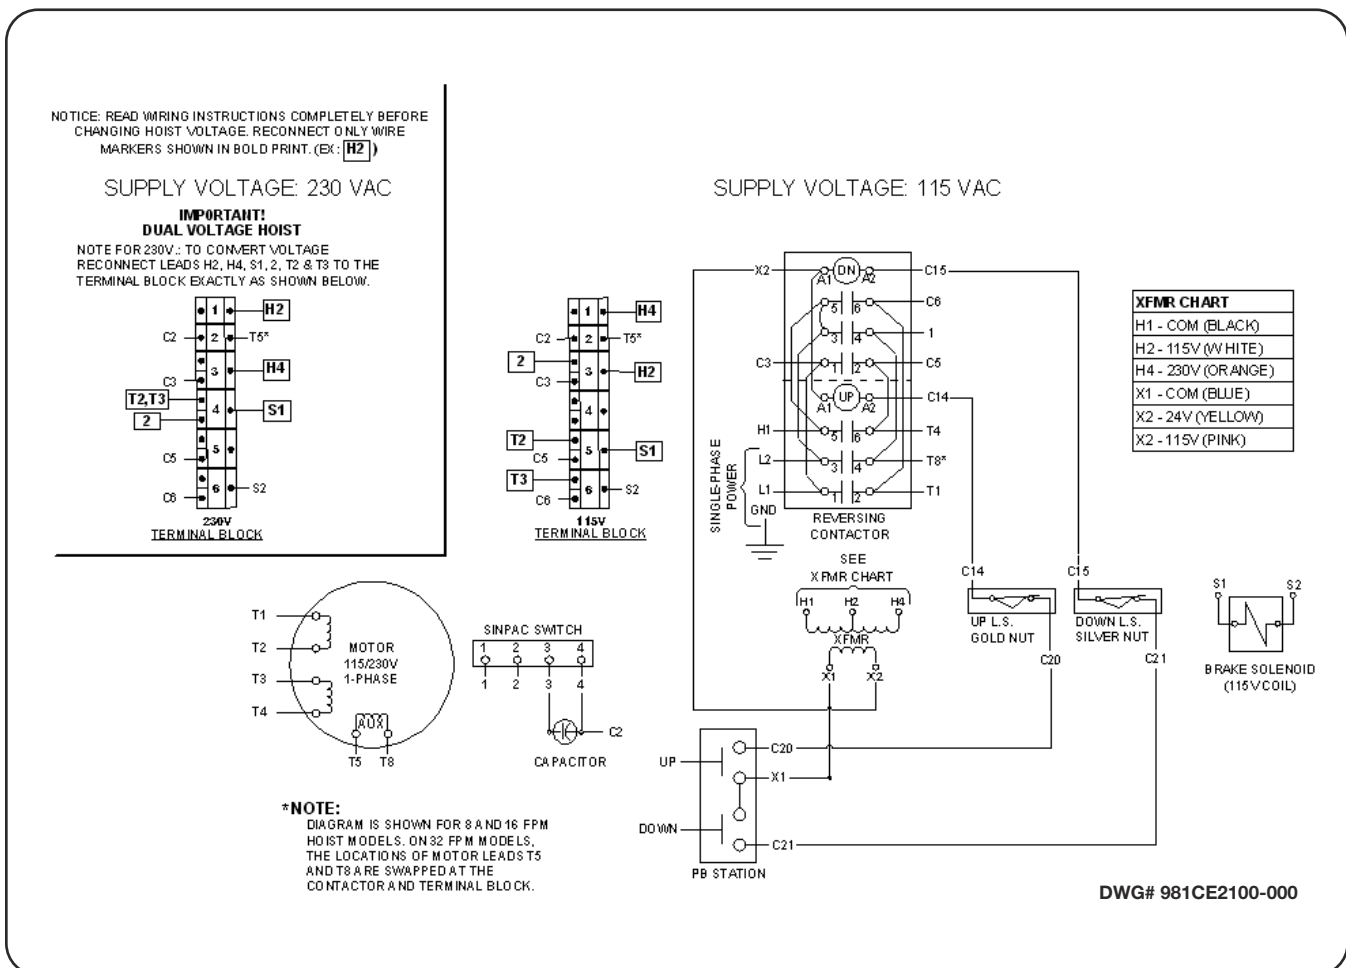 NOTICE: READ WIRING INSTRUCTIONS COMPLETELY BEFORE
CHANGING HOIST VOLTAGE. RECONNECT ONLY WIRE
MARKERS SHOWN IN BOLD PRINT. (EX: H2 )
SUPPLY VOLTAGE: 230 VAC
IMPORTANT!
DUAL VOLTAGE HOIST
NOTE FOR 230V.: TO CONVERT VOLTAGE
RECONNECT LEADS H2, H4, S1, 2, T2 & T3 TO THE
TERMINAL BLOCK EXACTLY AS SHOWN BELOW.
1 H2
C2 2 T5*
3 H4
C3
T2,T3
4 S1
2
5
C5
6 S2
C6
230V
TERMINAL BLOCK
SUPPLY VOLTAGE: 115 VAC
1 H4
C2 2 T5*
2
3 H2
C3
4
T2
5 S1
C5
T3
6 S2
C6
115V
TERMINAL BLOCK
X2 A1 DN A2 C15
5 6 C6
3 4 1
C3 1 2 C5
A1 UP A2 C14
H1 5 6 T4
L2 3 4 T8*
L1 1 2 T1
GND
SINGLE-PHASE
POWER
REVERSING
CONTACTOR
XFMR CHART
H1 - COM (BLACK)
H2 - 115V (WHITE)
H4 - 230V (ORANGE)
X1 - COM (BLUE)
X2 - 24V (YELLOW)
X2 - 115V (PINK)
SEE
XFMR CHART
H1 H2 H4
XFMR
X1 X2
C14
UP L.S.
GOLD NUT
C20
C15
DOWN L.S.
SILVER NUT
C21
S1 S2
BRAKE SOLENOID
(115V COIL)
T1
T2
T3
T4
MOTOR
115/230V
1-PHASE
AUX
T5 T8
SINPAC SWITCH
1 2 3 4
1 2 3 4
C2
CAPACITOR
UP
C20
X1
DOWN
C21
PB STATION
*NOTE:
DIAGRAM IS SHOWN FOR 8 AND 16 FPM
HOIST MODELS. ON 32 FPM MODELS,
THE LOCATIONS OF MOTOR LEADS T5
AND T8 ARE SWAPPED AT THE
CONTACTOR AND TERMINAL BLOCK.
DWG# 981CE2100-000